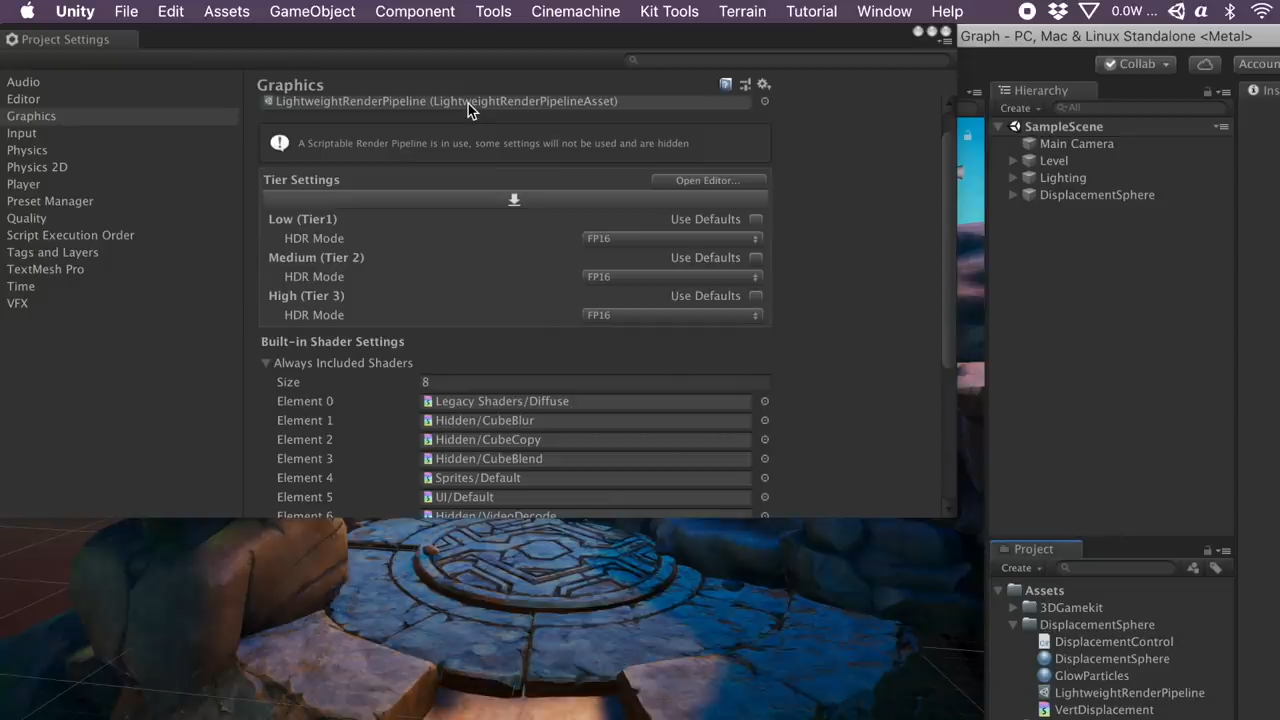 Unity File Edit Assets GameObject Component Tools Cinemachine Kit Tools Terrain Tutorial Window Help 0.0W ...
Project Settings
Graph - PC, Mac & Linux Standalone <Metal>
Collab
Accoun
Audio
Editor
Graphics
Input
Physics
Physics 2D
Player
Preset Manager
Quality
Script Execution Order
Tags and Layers
TextMesh Pro
Time
VFX
Graphics
LightweightRenderPipeline (LightweightRenderPipelineAsset)
A Scriptable Render Pipeline is in use, some settings will not be used and are hidden
Tier Settings
Open Editor...
Low (Tier1) Use Defaults
HDR Mode FP16
Medium (Tier 2) Use Defaults
HDR Mode FP16
High (Tier 3) Use Defaults
HDR Mode FP16
Built-in Shader Settings
Always Included Shaders
Size 8
Element 0 Legacy Shaders/Diffuse
Element 1 Hidden/CubeBlur
Element 2 Hidden/CubeCopy
Element 3 Hidden/CubeBlend
Element 4 Sprites/Default
Element 5 UI/Default
Element 6 Hidden/VideoDecode
Hierarchy
Ins
Create All
SampleScene
Main Camera
Level
Lighting
DisplacementSphere
Project
Create
Assets
3DGamekit
DisplacementSphere
DisplacementControl
DisplacementSphere
GlowParticles
LightweightRenderPipeline
VertDisplacement